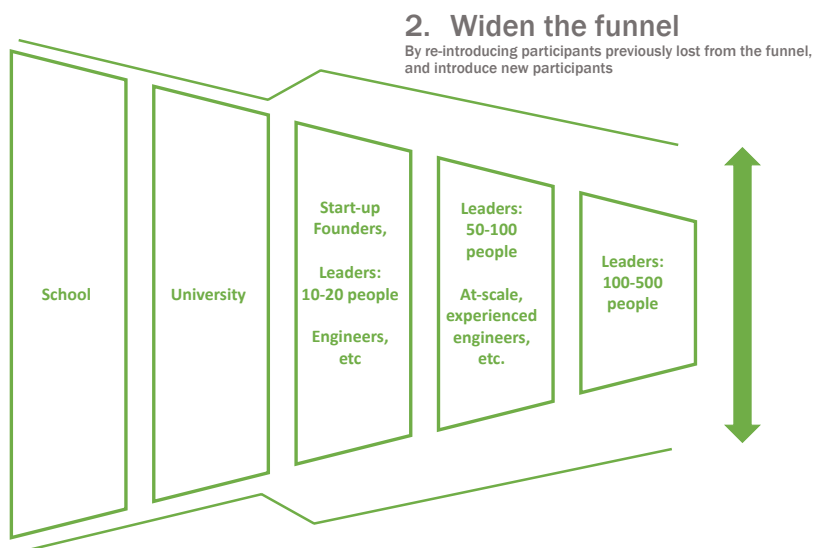 2. Widen the funnel
By re-introducing participants previously lost from the funnel,
and introduce new participants
School
University
Start-up
Founders,
Leaders:
10-20 people
Engineers,
etc
Leaders:
50-100
people
At-scale,
experienced
engineers,
etc.
Leaders:
100-500
people